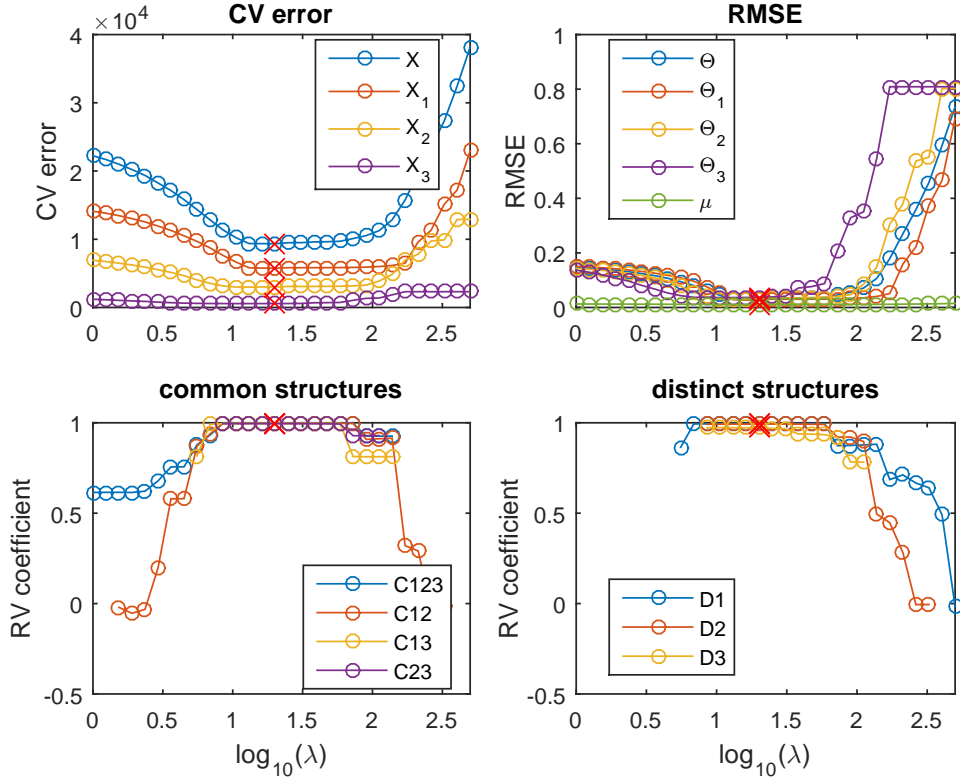 CV error
×10⁴
4
3
2
1
0
0 0.5 1 1.5 2 2.5
CV error
X
X₁
X₂
X₃
RMSE
1
0.8
0.6
0.4
0.2
0
0 0.5 1 1.5 2 2.5
RMSE
Θ
Θ₁
Θ₂
Θ₃
μ
common structures
1
0.5
0
-0.5
0 0.5 1 1.5 2 2.5
RV coefficient
log₁₀(λ)
C123
C12
C13
C23
distinct structures
1
0.5
0
-0.5
0 0.5 1 1.5 2 2.5
RV coefficient
log₁₀(λ)
D1
D2
D3